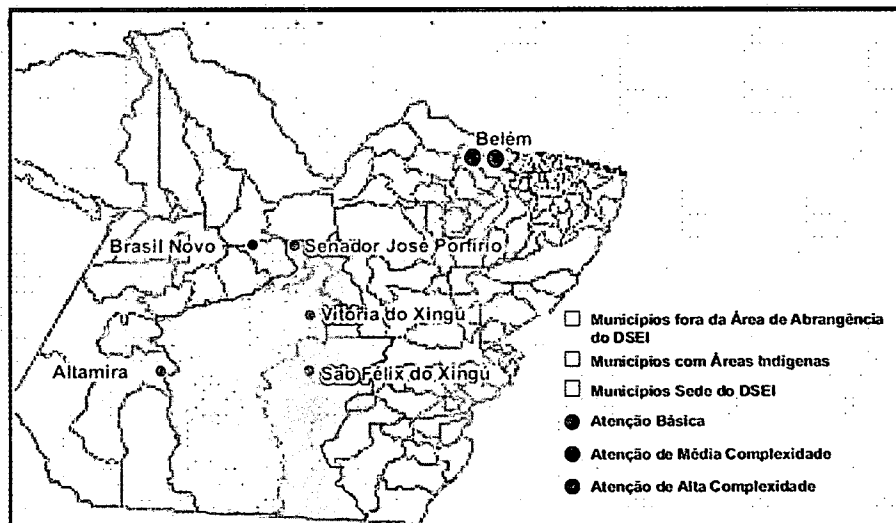 Belém
Brasil Novo
Senador José Porfírio
Vitória do Xingú
Altamira
São Félix do Xingú
Municípios fora da Área de Abrangência
do DSEI
Municípios com Áreas Indígenas
Municípios Sede do DSEI
Atenção Básica
Atenção de Média Complexidade
Atenção de Alta Complexidade